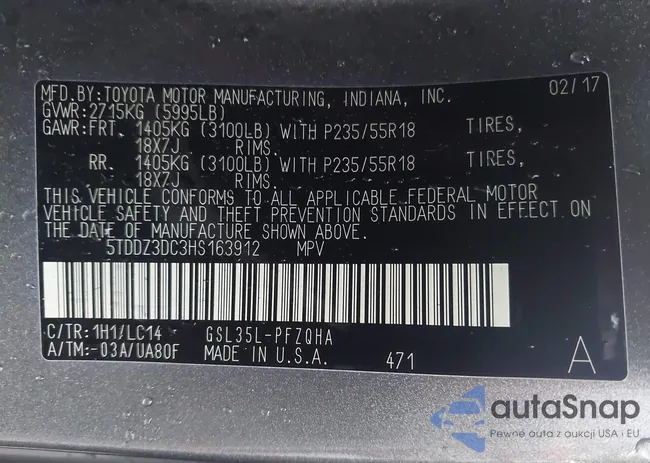 MFD.BY:TOYOTA MOTOR MANUFACTURING, INDIANA, INC. 02/17
GVWR:2715KG (5995LB)
GAWR:FRT. 1405KG (3100LB) WITH P235/55R18 TIRES,
18X7J RIMS.
RR. 1405KG (3100LB) WITH P235/55R18 TIRES,
18X7J RIMS.
THIS VEHICLE CONFORMS TO ALL APPLICABLE FEDERAL MOTOR
VEHICLE SAFETY AND THEFT PREVENTION STANDARDS IN EFFECT ON
THE DATE OF MANUFACTURE SHOWN ABOVE.
5TDDZ3DC3HS163912 MPV
C/TR:1H1/LC14 GSL35L-PFZQHA
A/TM:-03A/UA80F MADE IN U.S.A. 471 A
autaSnap
Pewne auta z aukcji USA i EU